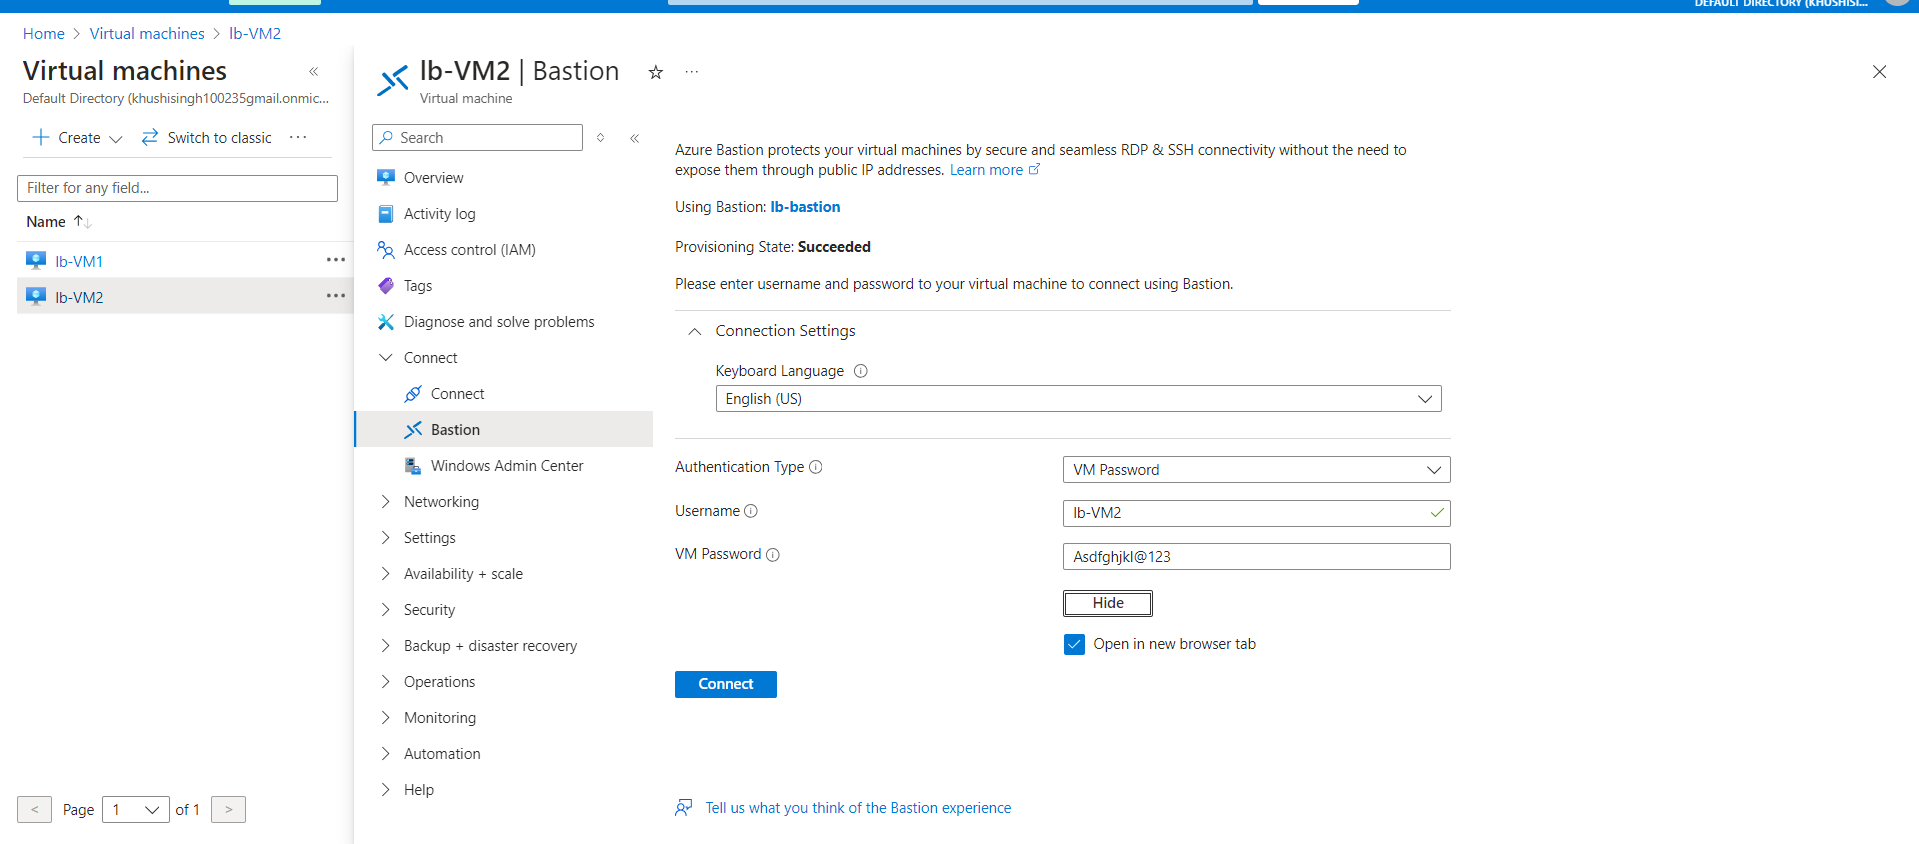 DEFAULT DIRECTORY (KHUSHISI...
Home > Virtual machines > lb-VM2
Virtual machines «
Default Directory (khushisingh100235gmail.onmic...
+ Create Switch to classic ...
Filter for any field...
Name ↑↓
lb-VM1 ...
lb-VM2 ...
< Page 1 of 1 >
lb-VM2 | Bastion ☆ ...
Virtual machine
Search «
Overview
Activity log
Access control (IAM)
Tags
Diagnose and solve problems
Connect
Connect
Bastion
Windows Admin Center
Networking
Settings
Availability + scale
Security
Backup + disaster recovery
Operations
Monitoring
Automation
Help
Azure Bastion protects your virtual machines by secure and seamless RDP & SSH connectivity without the need to
expose them through public IP addresses. Learn more
Using Bastion: lb-bastion
Provisioning State: Succeeded
Please enter username and password to your virtual machine to connect using Bastion.
Connection Settings
Keyboard Language
English (US)
Authentication Type
VM Password
Username
lb-VM2
VM Password
Asdfghjkl@123
Hide
Open in new browser tab
Connect
Tell us what you think of the Bastion experience